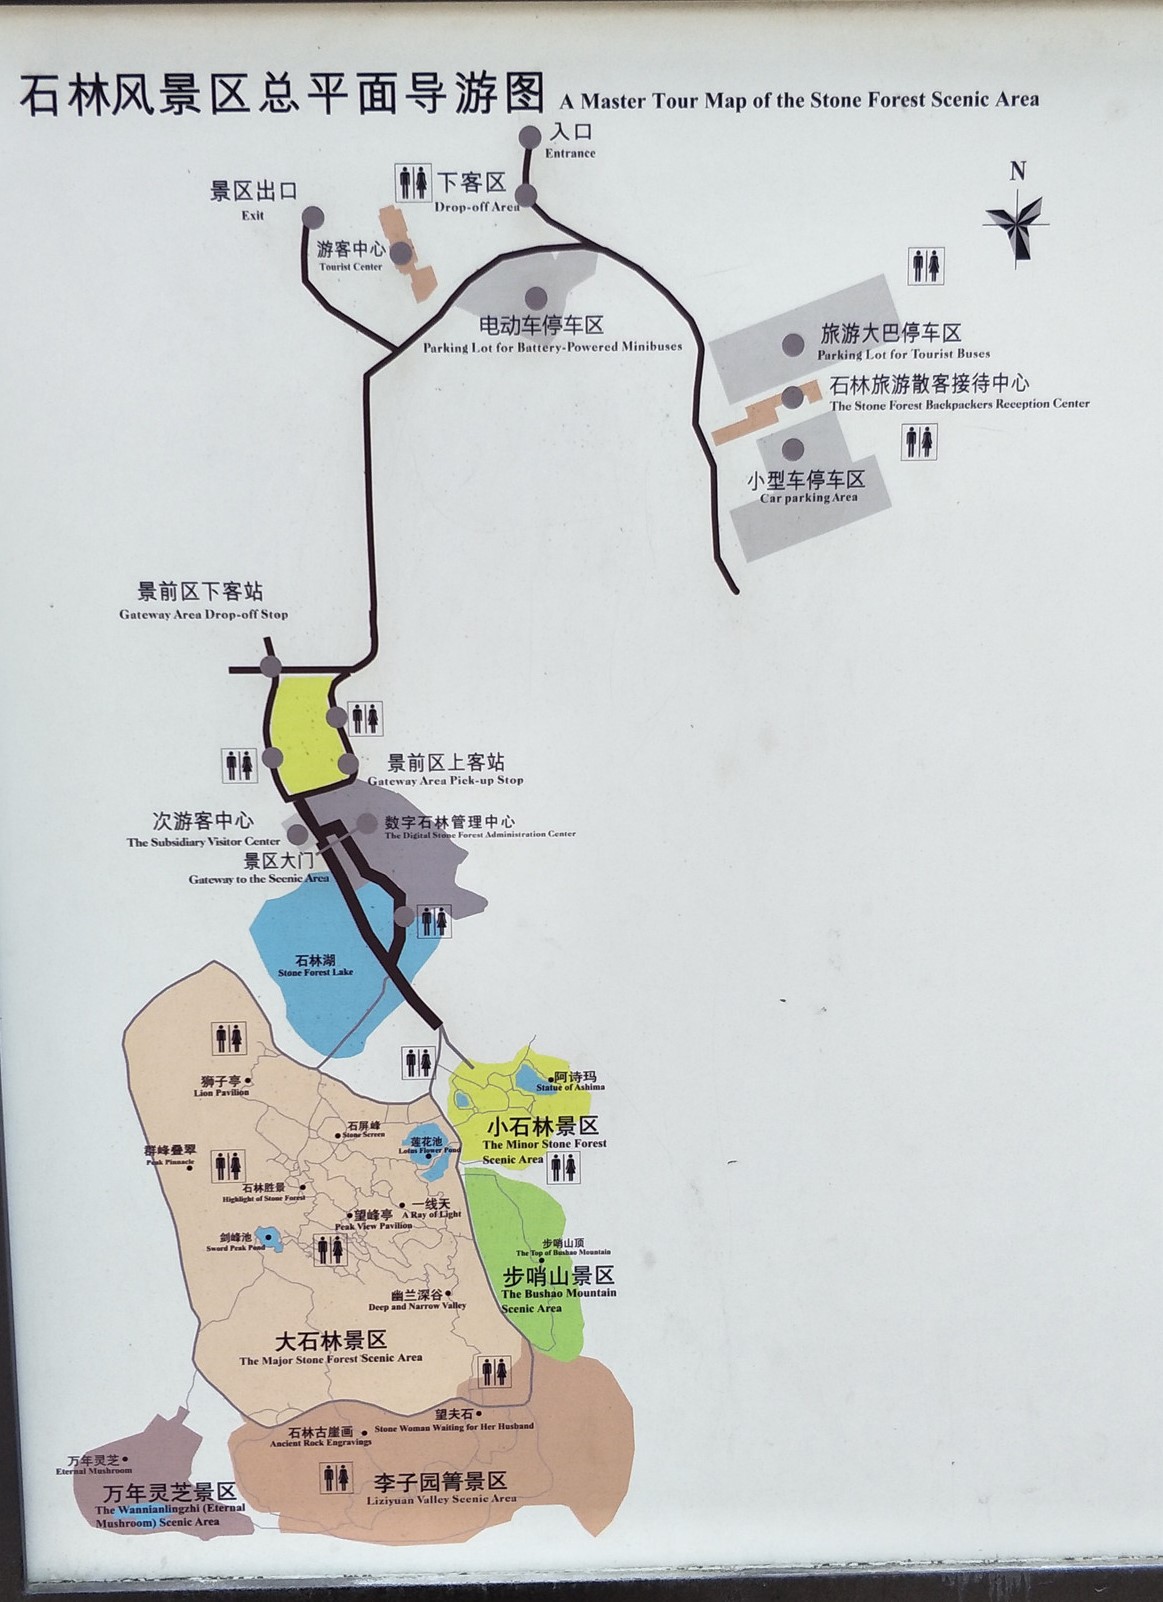 石林风景区总平面导游图 A Master Tour Map of the Stone Forest Scenic Area
入口
Entrance
N
景区出口
Exit
下客区
Drop-off Area
游客中心
Tourist Center
电动车停车区
Parking Lot for Battery-Powered Minibuses
旅游大巴停车区
Parking Lot for Tourist Buses
石林旅游散客接待中心
The Stone Forest Backpackers Reception Center
小型车停车区
Car parking Area
景前区下客站
Gateway Area Drop-off Stop
景前区上客站
Gateway Area Pick-up Stop
次游客中心
The Subsidiary Visitor Center
数字石林管理中心
The Digital Stone Forest Administration Center
景区大门
Gateway to the Scenic Area
石林湖
Stone Forest Lake
狮子亭
Lion Pavilion
阿诗玛
Statue of Ashima
小石林景区
The Minor Stone Forest
Scenic Area
石屏峰
Stone Screen
莲花池
Lotus Flower Pond
群峰叠翠
Peak Pinnacle
石林胜景
Highlight of Stone Forest
一线天
A Ray of Light
望峰亭
Peak View Pavilion
剑峰池
Sword Peak Pond
步哨山顶
The Top of Bushao Mountain
步哨山景区
The Bushao Mountain
Scenic Area
幽兰深谷
Deep and Narrow Valley
大石林景区
The Major Stone Forest Scenic Area
望夫石
Stone Woman Waiting for Her Husband
石林古崖画
Ancient Rock Engravings
万年灵芝
Eternal Mushroom
万年灵芝景区
The Wannianlingzhi (Eternal
Mushroom) Scenic Area
李子园箐景区
Liziyuan Valley Scenic Area